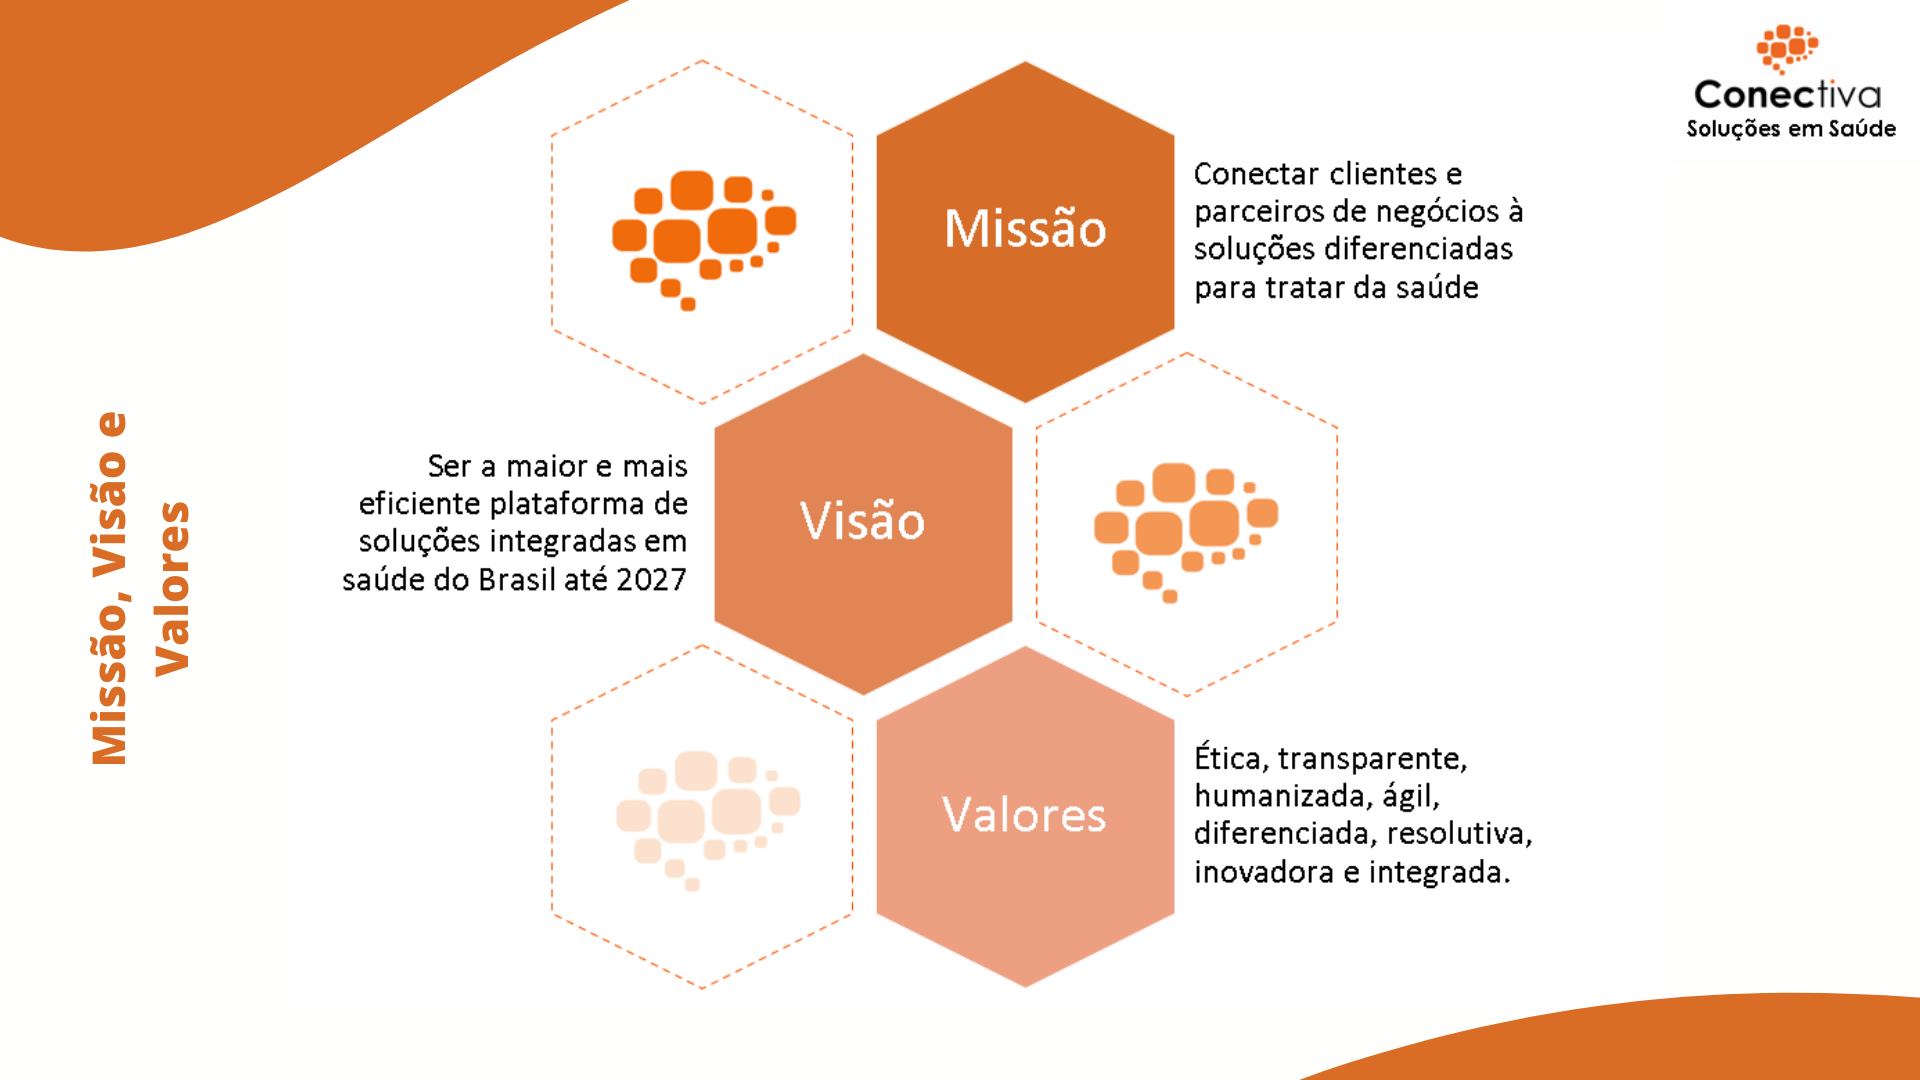 Conectiva
Soluções em Saúde
Missão, Visão e
Valores
Missão
Conectar clientes e
parceiros de negócios à
soluções diferenciadas
para tratar da saúde
Visão
Ser a maior e mais
eficiente plataforma de
soluções integradas em
saúde do Brasil até 2027
Valores
Ética, transparente,
humanizada, ágil,
diferenciada, resolutiva,
inovadora e integrada.